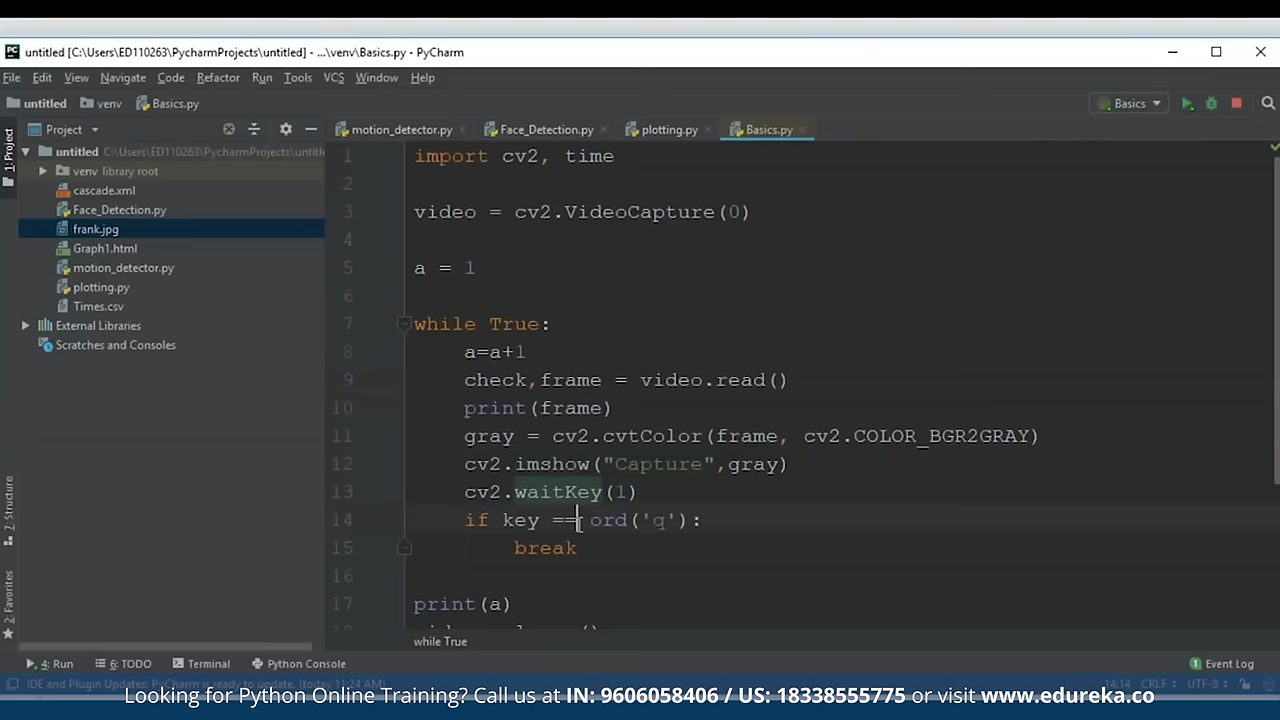 untitled [C:\Users\ED110263\PycharmProjects\untitled] - ...\venv\Basics.py - PyCharm
File Edit View Navigate Code Refactor Run Tools VCS Window Help
untitled venv Basics.py Basics
1: Project
Project
motion_detector.py Face_Detection.py plotting.py Basics.py
untitled C:\Users\ED110263\PycharmProjects\untitle
venv library root
cascade.xml
Face_Detection.py
frank.jpg
Graph1.html
motion_detector.py
plotting.py
Times.csv
External Libraries
Scratches and Consoles
7: Structure
2: Favorites
1 import cv2, time
2
3 video = cv2.VideoCapture(0)
4
5 a = 1
6
7 while True:
8 a=a+1
9 check,frame = video.read()
10 print(frame)
11 gray = cv2.cvtColor(frame, cv2.COLOR_BGR2GRAY)
12 cv2.imshow("Capture",gray)
13 cv2.waitKey(1)
14 if key == ord('q'):
15 break
16
17 print(a)
while True
4: Run 6: TODO Terminal Python Console 1 Event Log
IDE and Plugin Updates: PyCharm is ready to update. (today 11:24 AM) 14:14 CRLF UTF-8
Looking for Python Online Training? Call us at IN: 9606058406 / US: 18338555775 or visit www.edureka.co